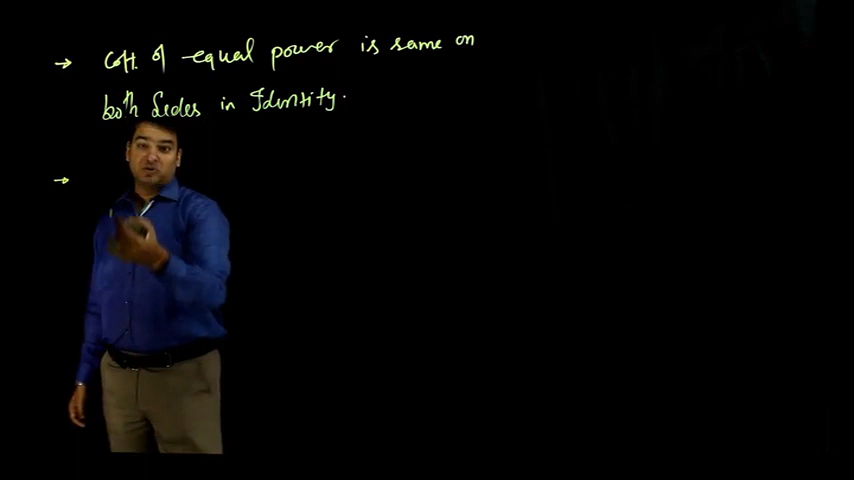 → Coff. of equal power is same on
both sides in Identity.
→